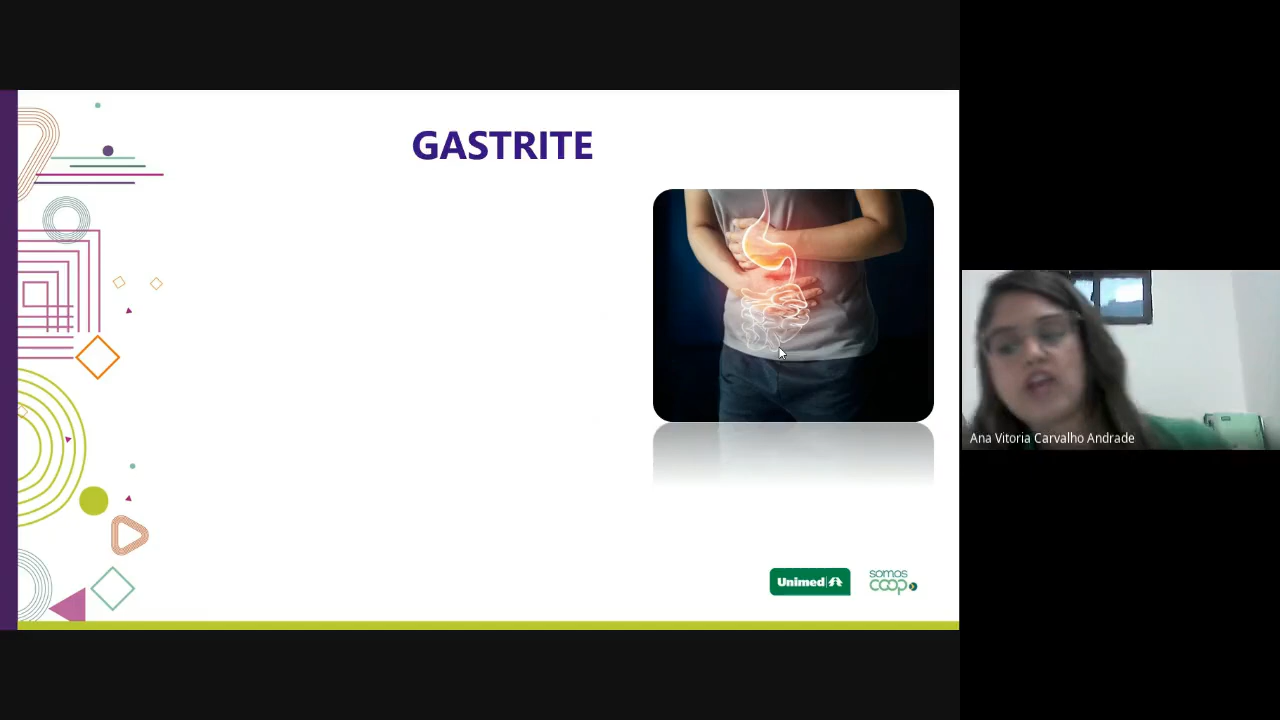 GASTRITE
Ana Vitoria Carvalho Andrade
Unimed
somos
coop